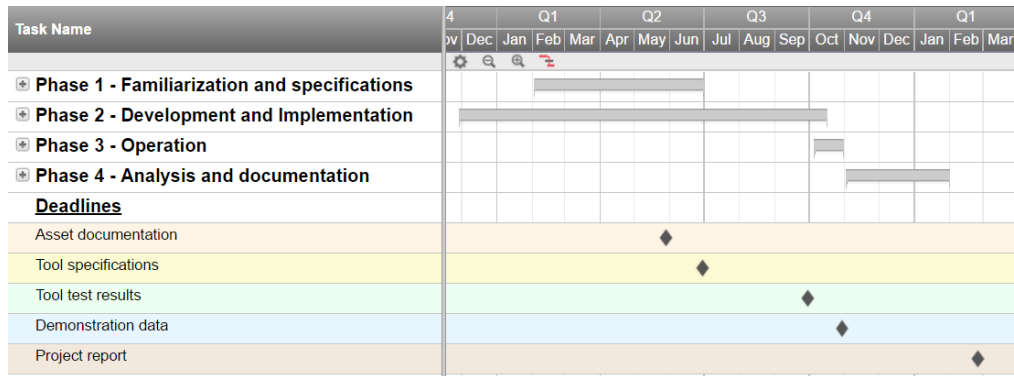 4 Q1 Q2 Q3 Q4 Q1
Task Name
Dec Jan Feb Mar Apr May Jun Jul Aug Sep Oct Nov Dec Jan Feb Mar
Phase 1 - Familiarization and specifications
Phase 2 - Development and Implementation
Phase 3 - Operation
Phase 4 - Analysis and documentation
Deadlines
Asset documentation
Tool specifications
Tool test results
Demonstration data
Project report